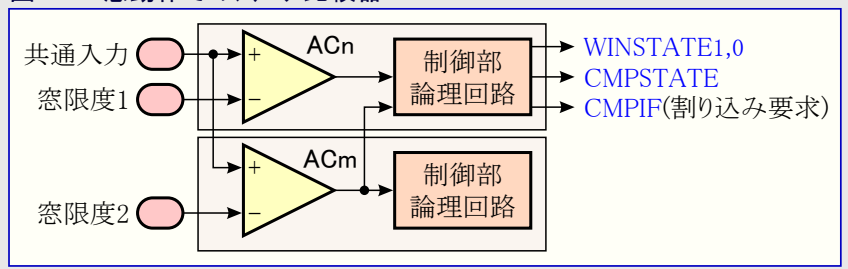 共通入力
窓限度1
+
−
ACn
制御部
論理回路
WINSTATE1,0
CMPSTATE
CMPIF(割り込み要求)
窓限度2
+
−
ACm
制御部
論理回路